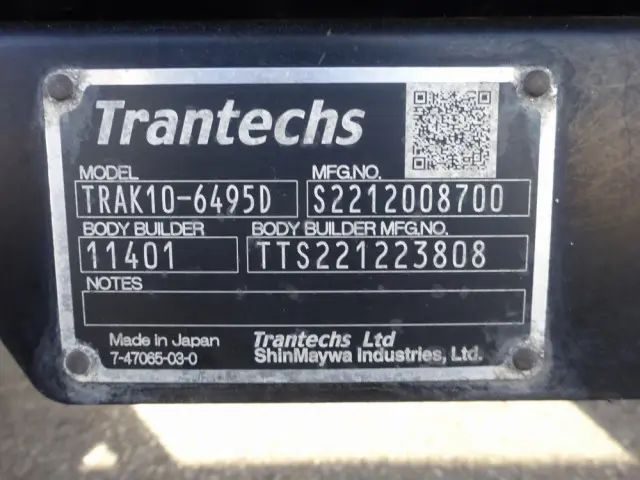 Trantechs
MODEL MFG.NO.
TRAK10-6495D S2212008700
BODY BUILDER BODY BUILDER MFG.NO.
11401 TTS221223808
NOTES
Made in Japan Trantechs Ltd
7-47065-03-0 ShinMaywa Industries, Ltd.